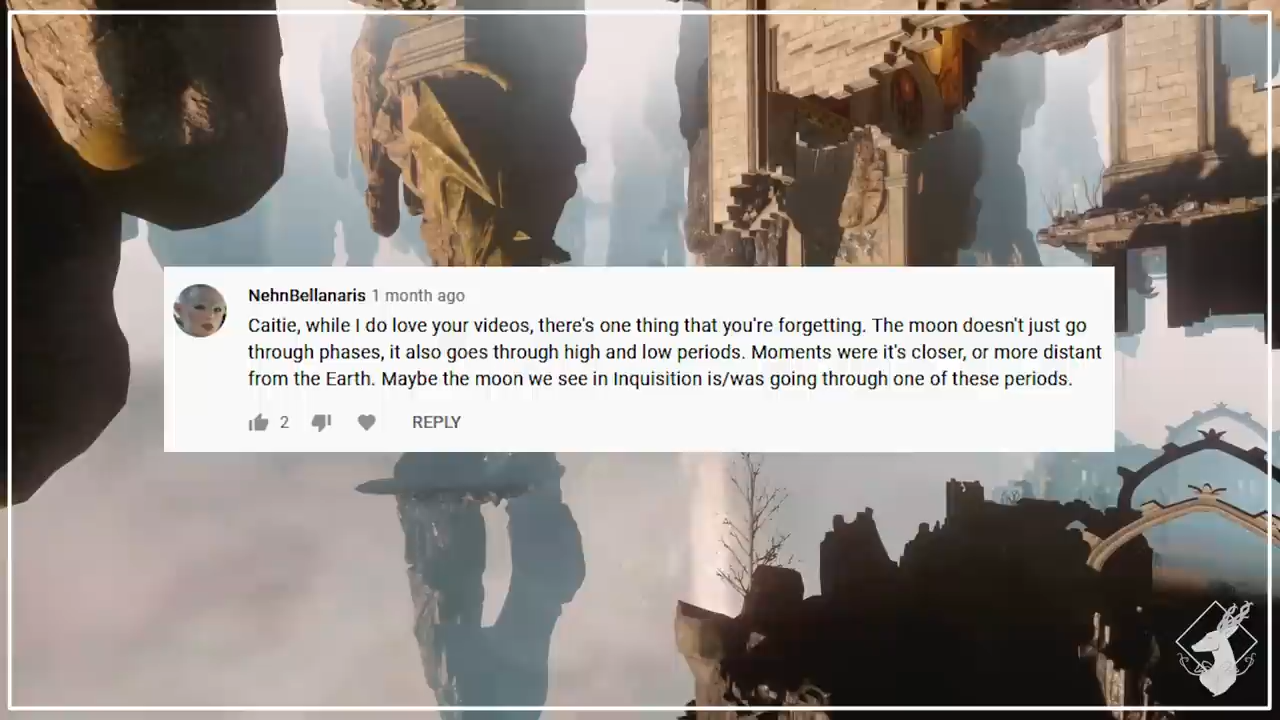 NehnBellanaris 1 month ago
Caitie, while I do love your videos, there's one thing that you're forgetting. The moon doesn't just go
through phases, it also goes through high and low periods. Moments were it's closer, or more distant
from the Earth. Maybe the moon we see in Inquisition is/was going through one of these periods.
2 REPLY